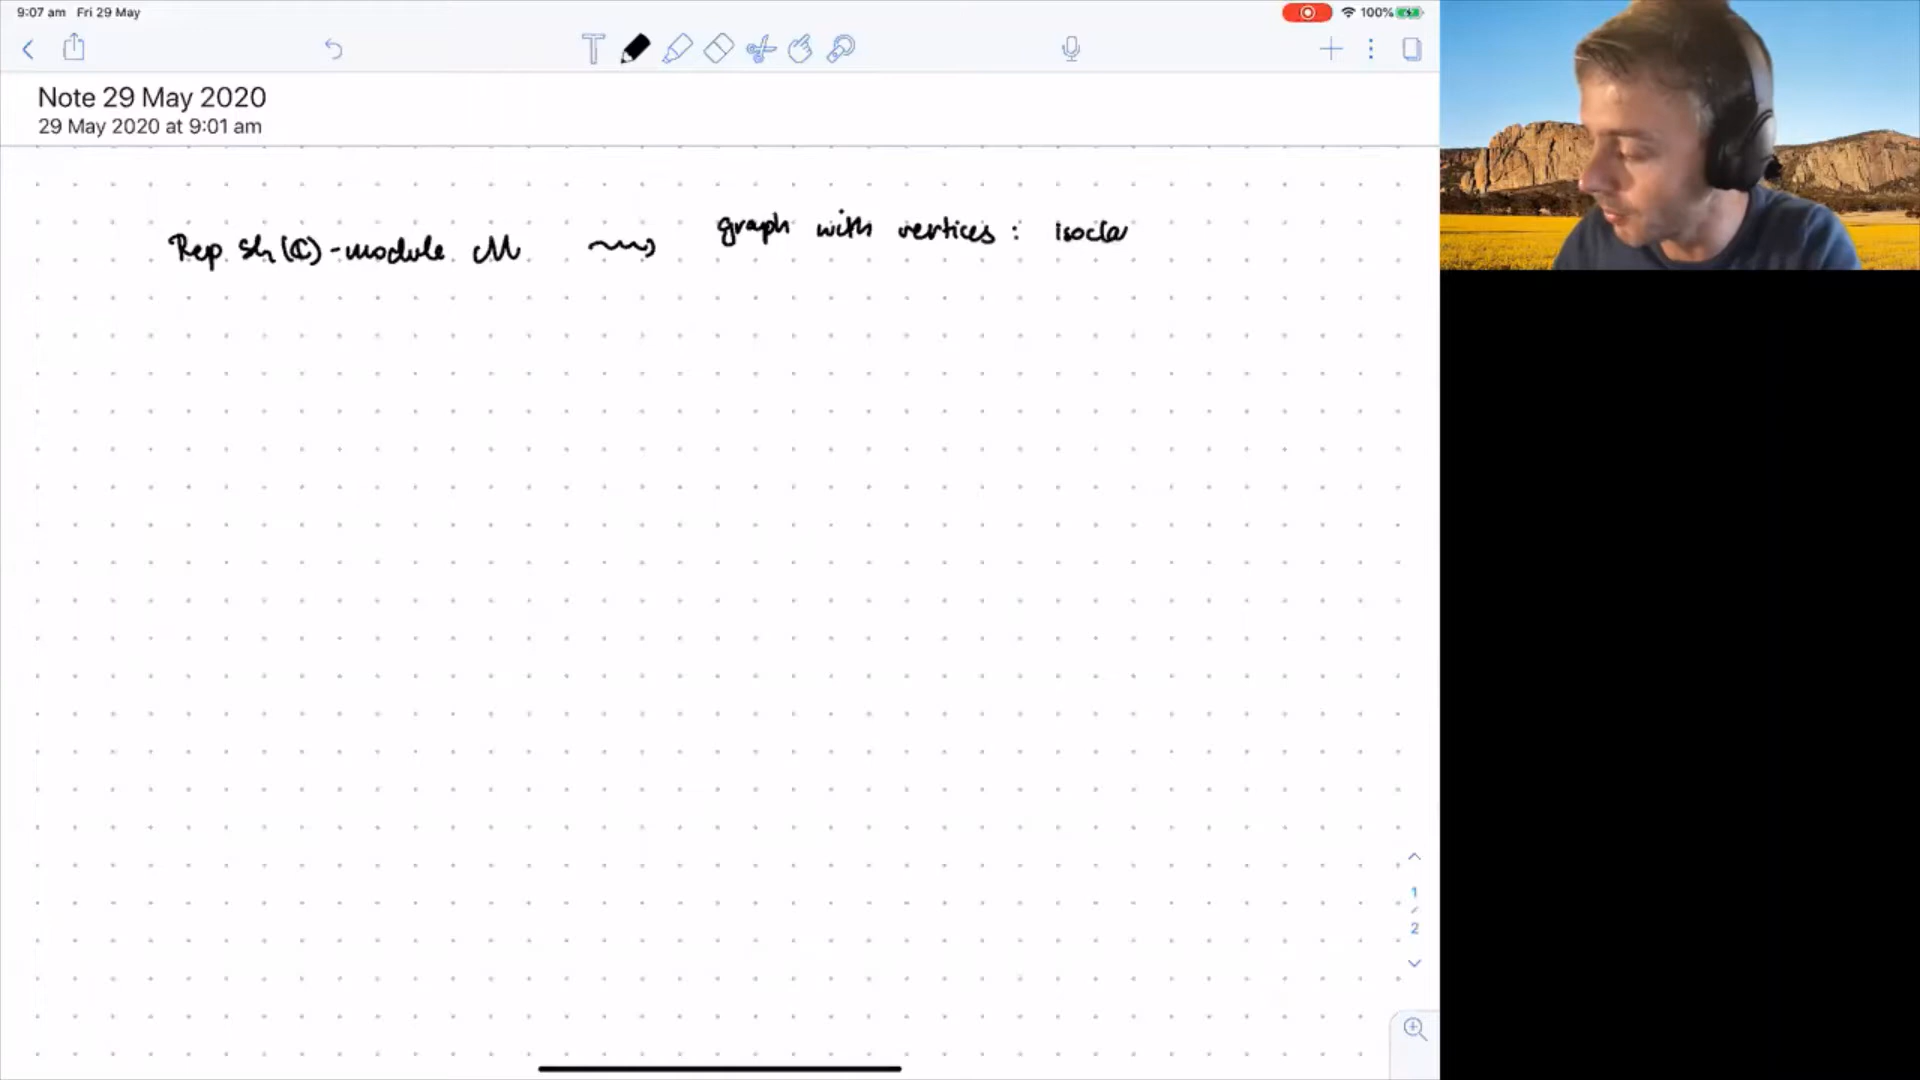 9:07 am Fri 29 May
100%
Note 29 May 2020
29 May 2020 at 9:01 am
graph with vertices : isocla
Rep SL₂(ℂ)-module M ⇝
1
/
2